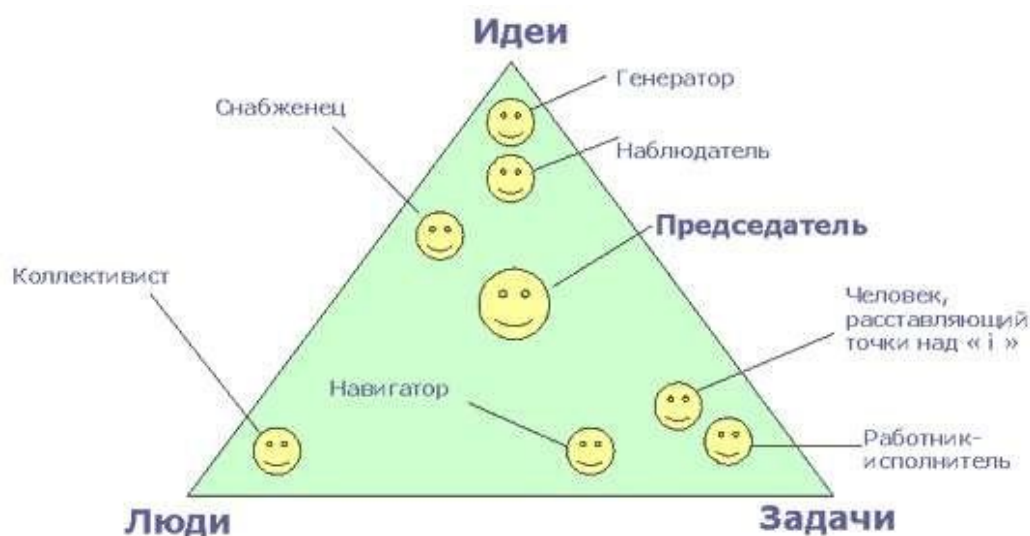 Идеи
Генератор
Снабженец
Наблюдатель
Председатель
Коллективист
Человек,
расставляющий
точки над « i »
Навигатор
Работник-
исполнитель
Люди
Задачи